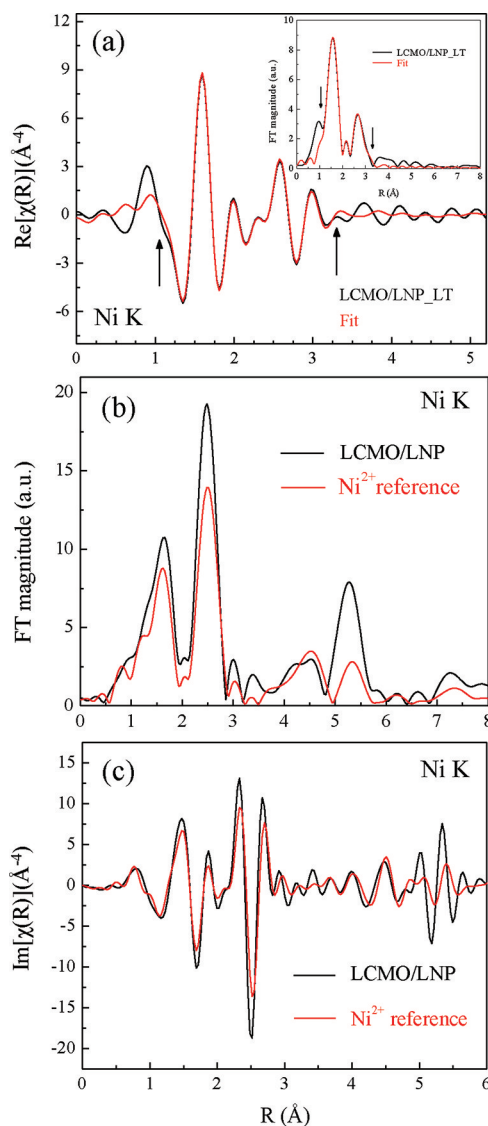 (a)
Re[χ(R)](Å-4)
12
9
6
3
0
-3
-6
0
1
2
3
4
5
Ni K
LCMO/LNP_LT
Fit
FT magnitude (a.u.)
10
8
6
4
2
0
0 1 2 3 4 5 6 7 8
R (Å)
LCMO/LNP_LT
Fit
(b)
Ni K
LCMO/LNP
Ni2+ reference
FT magnitude (a.u.)
20
15
10
5
0
0 1 2 3 4 5 6 7 8
(c)
Ni K
Im[χ(R)](Å-4)
15
10
5
0
-5
-10
-15
-20
LCMO/LNP
Ni2+ reference
0 1 2 3 4 5 6
R (Å)